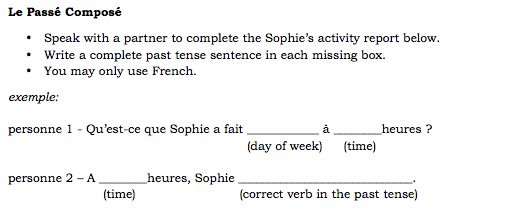 Le Passé Composé
• Speak with a partner to complete the Sophie's activity report below.
• Write a complete past tense sentence in each missing box.
• You may only use French.
exemple:
personne 1 - Qu'est-ce que Sophie a fait ___________ à _______heures ?
(day of week) (time)
personne 2 – A _______heures, Sophie __________________________.
(time) (correct verb in the past tense)